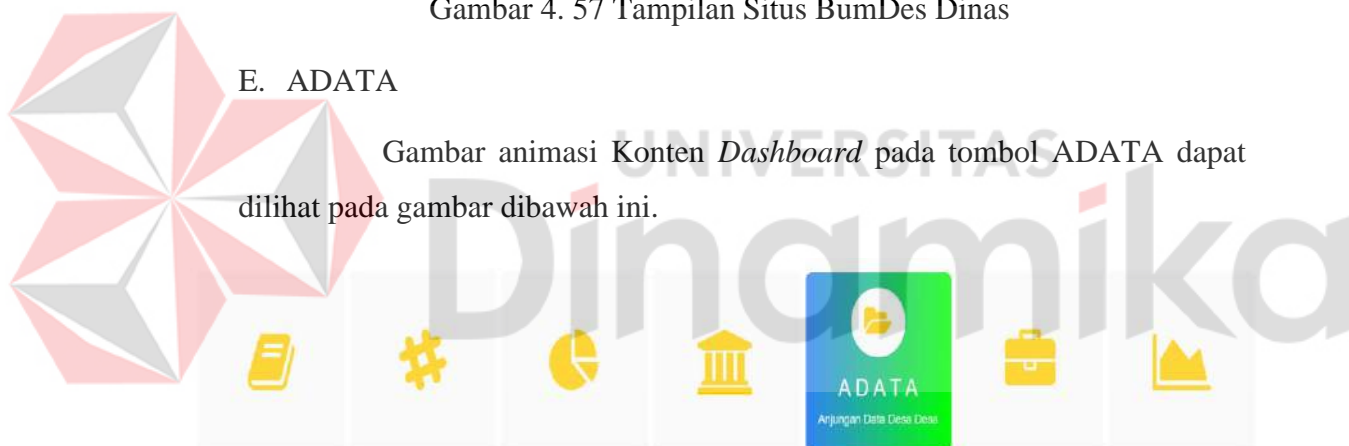 Gambar 4. 57 Tampilan Situs BumDes Dinas
E. ADATA
Gambar animasi Konten Dashboard pada tombol ADATA dapat
dilihat pada gambar dibawah ini.
UNIVERSITAS
Dinamika
ADATA
Anjungan Data Desa Desa